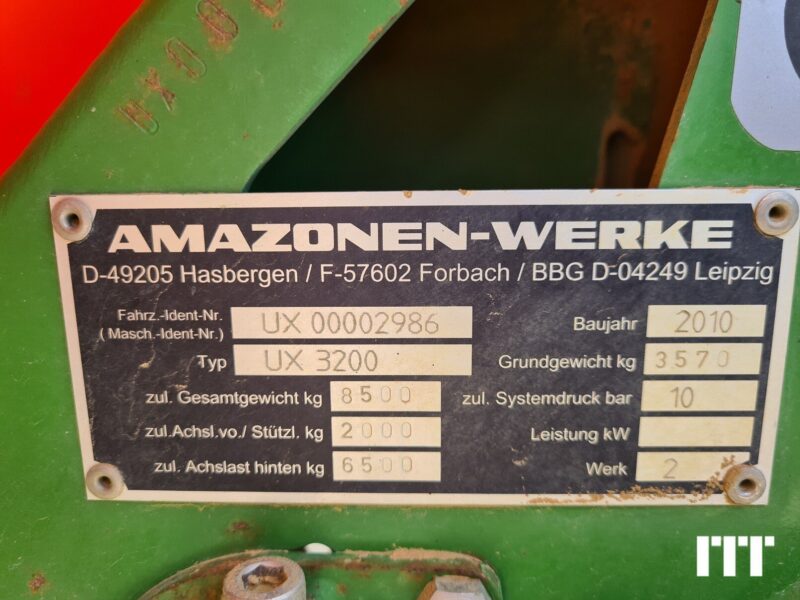 UX00
AMAZONEN-WERKE
D-49205 Hasbergen / F-57602 Forbach / BBG D-04249 Leipzig
Fahrz.-Ident-Nr. UX 00002986 Baujahr 2010
( Masch.-Ident-Nr.)
Typ UX 3200 Grundgewicht kg 3570
zul. Gesamtgewicht kg 8500 zul. Systemdruck bar 10
zul.Achsl.vo./ Stützl. kg 2000 Leistung kW
zul. Achslast hinten kg 6500 Werk 2
ITT